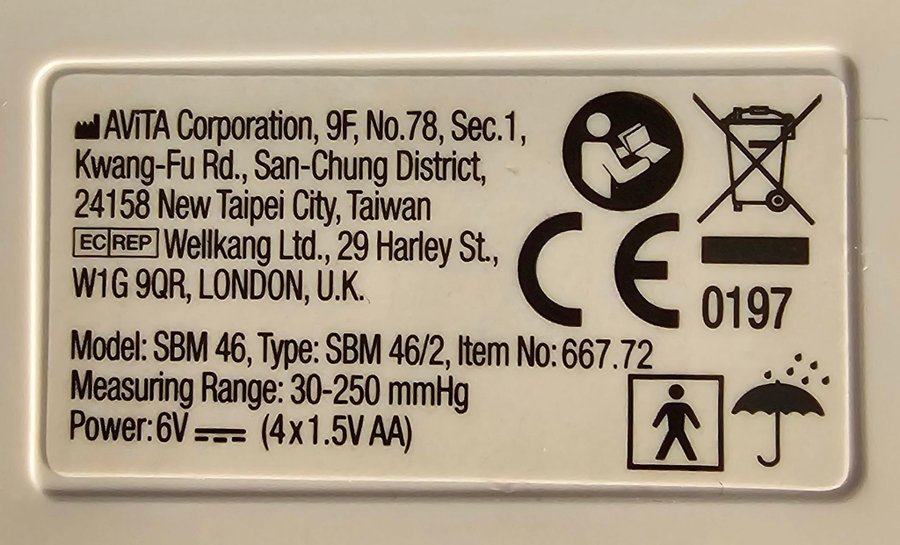 AViTA Corporation, 9F, No.78, Sec.1,
Kwang-Fu Rd., San-Chung District,
24158 New Taipei City, Taiwan
EC REP Wellkang Ltd., 29 Harley St.,
W1G 9QR, LONDON, U.K.
CE
0197
Model: SBM 46, Type: SBM 46/2, Item No: 667.72
Measuring Range: 30-250 mmHg
Power: 6V (4x1.5V AA)